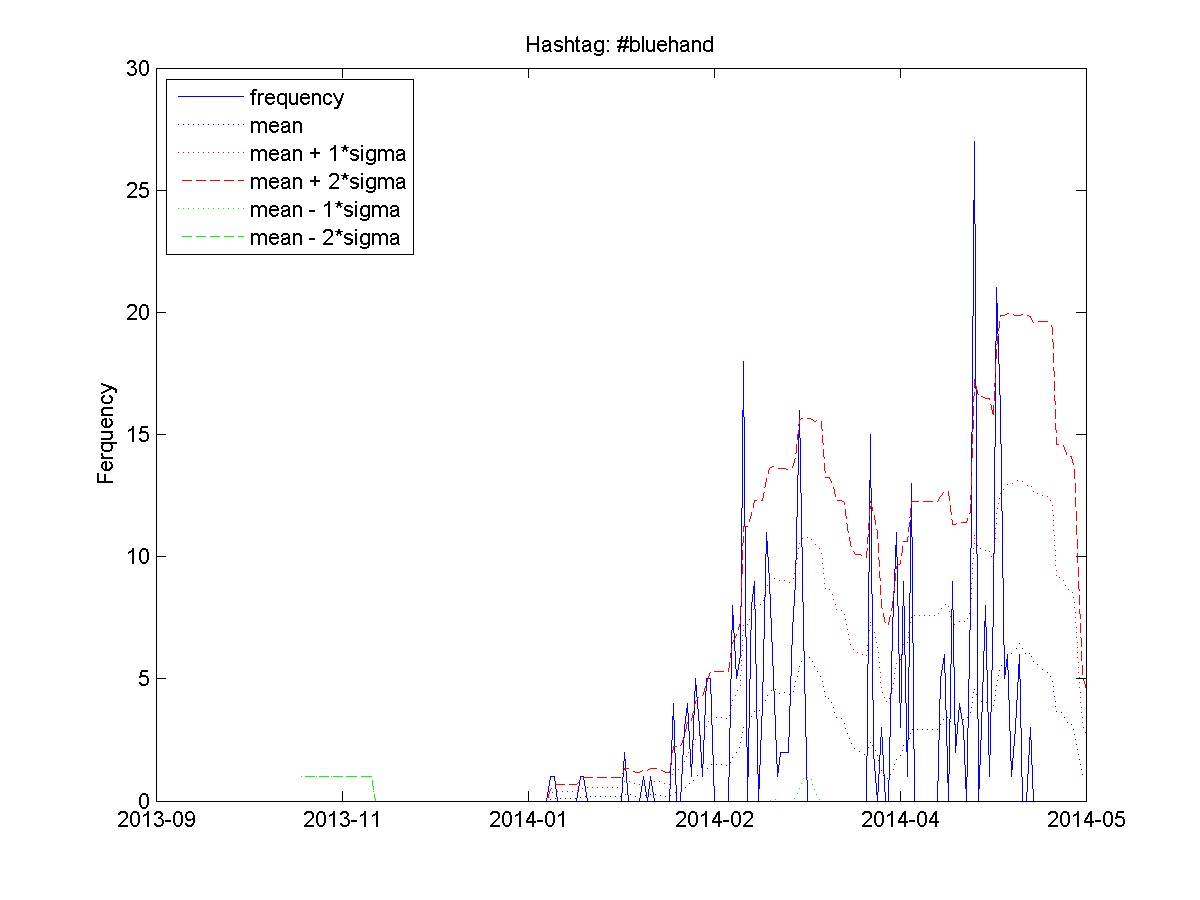 Hashtag: #bluehand
30
25
20
15
10
5
0
Ferquency
frequency
mean
mean + 1*sigma
mean + 2*sigma
mean - 1*sigma
mean - 2*sigma
2013-09 2013-11 2014-01 2014-02 2014-04 2014-05